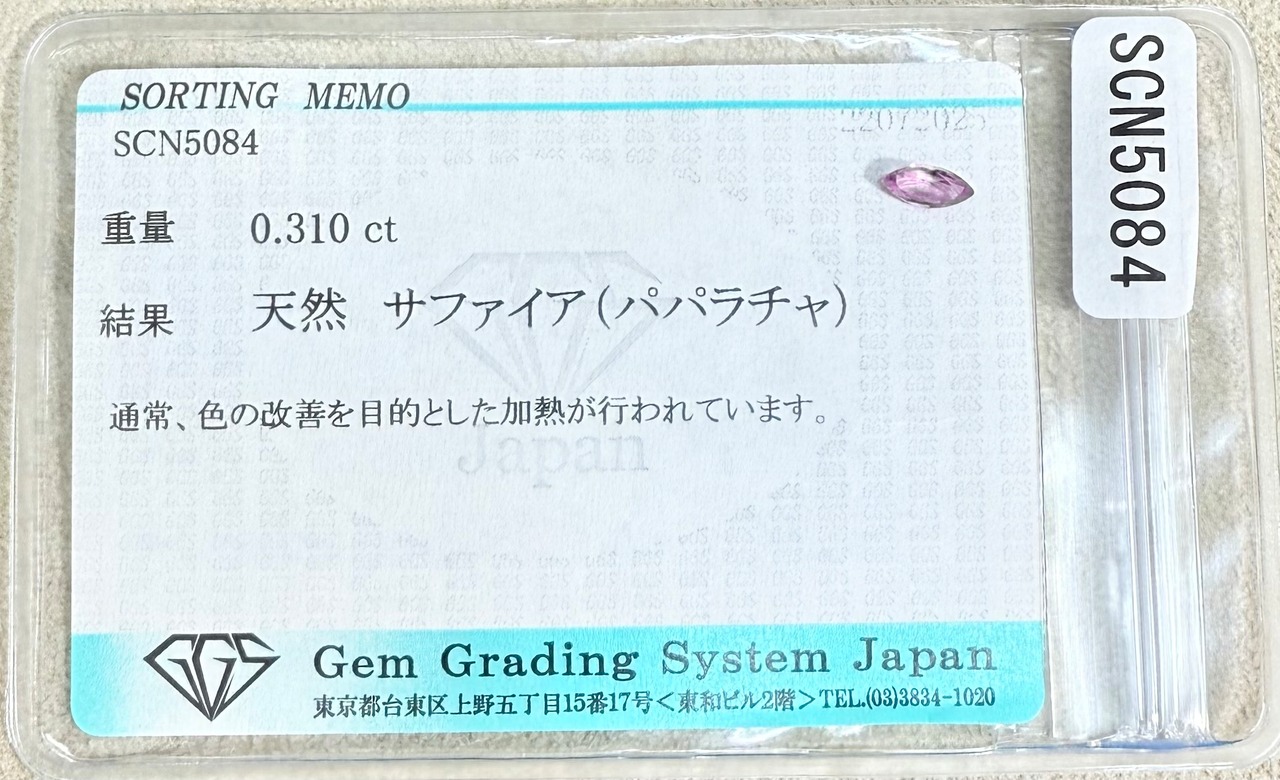 SORTING MEMO
SCN5084
重量 0.310 ct
結果 天然 サファイア(パパラチャ)
通常、色の改善を目的とした加熱が行われています。
Japan
GGS
Gem Grading System Japan
東京都台東区上野五丁目15番17号<東和ビル2階>TEL.(03)3834-1020
SCN5084